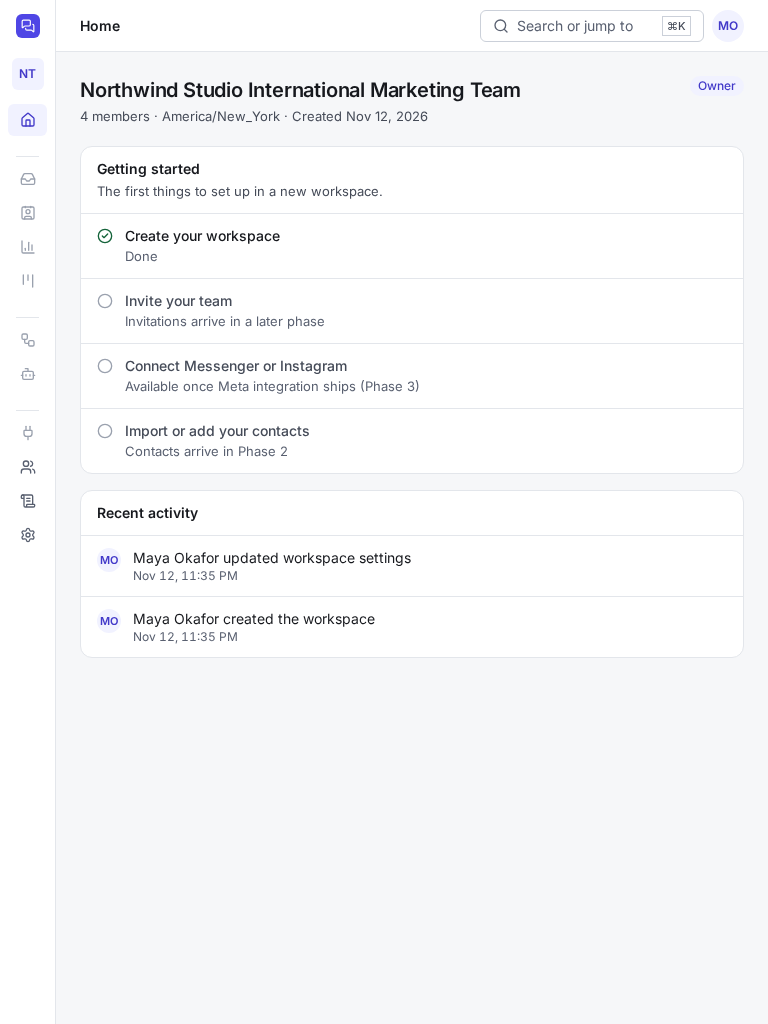 Home
Search or jump to
⌘K
MO
NT
Northwind Studio International Marketing Team
Owner
4 members · America/New_York · Created Nov 12, 2026
Getting started
The first things to set up in a new workspace.
Create your workspace
Done
Invite your team
Invitations arrive in a later phase
Connect Messenger or Instagram
Available once Meta integration ships (Phase 3)
Import or add your contacts
Contacts arrive in Phase 2
Recent activity
MO
Maya Okafor updated workspace settings
Nov 12, 11:35 PM
MO
Maya Okafor created the workspace
Nov 12, 11:35 PM